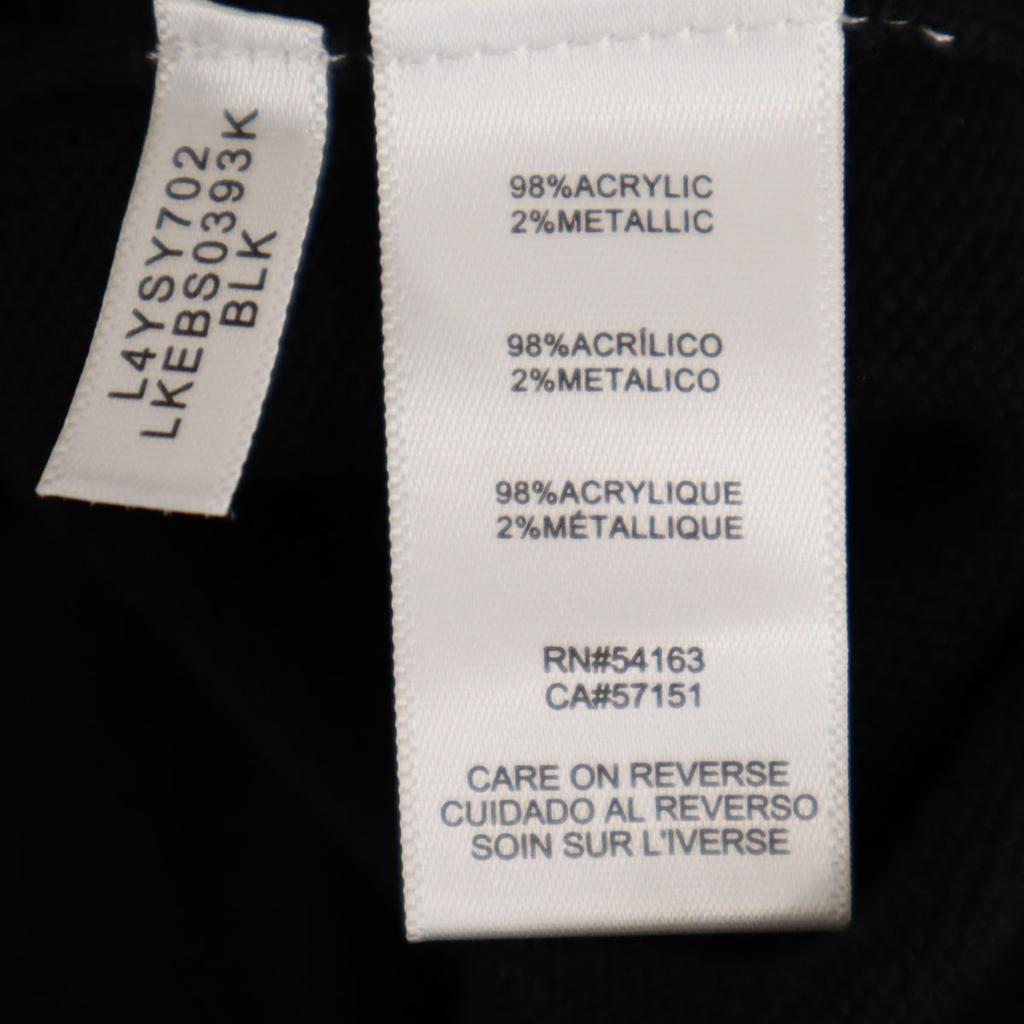 L4YSY702
LKEBS0393K
BLK
98%ACRYLIC
2%METALLIC
98%ACRÍLICO
2%METALICO
98%ACRYLIQUE
2%MÉTALLIQUE
RN#54163
CA#57151
CARE ON REVERSE
CUIDADO AL REVERSO
SOIN SUR L'IVERSE